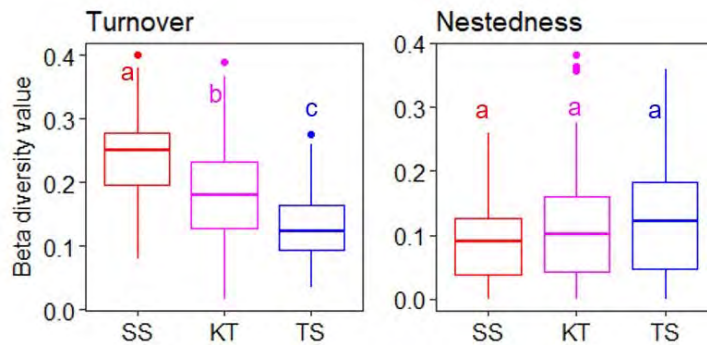 Turnover
Nestedness
Beta diversity value
0.4
0.3
0.2
0.1
0.0
a
b
c
SS
KT
TS
0.4
0.3
0.2
0.1
0.0
a
a
a
SS
KT
TS